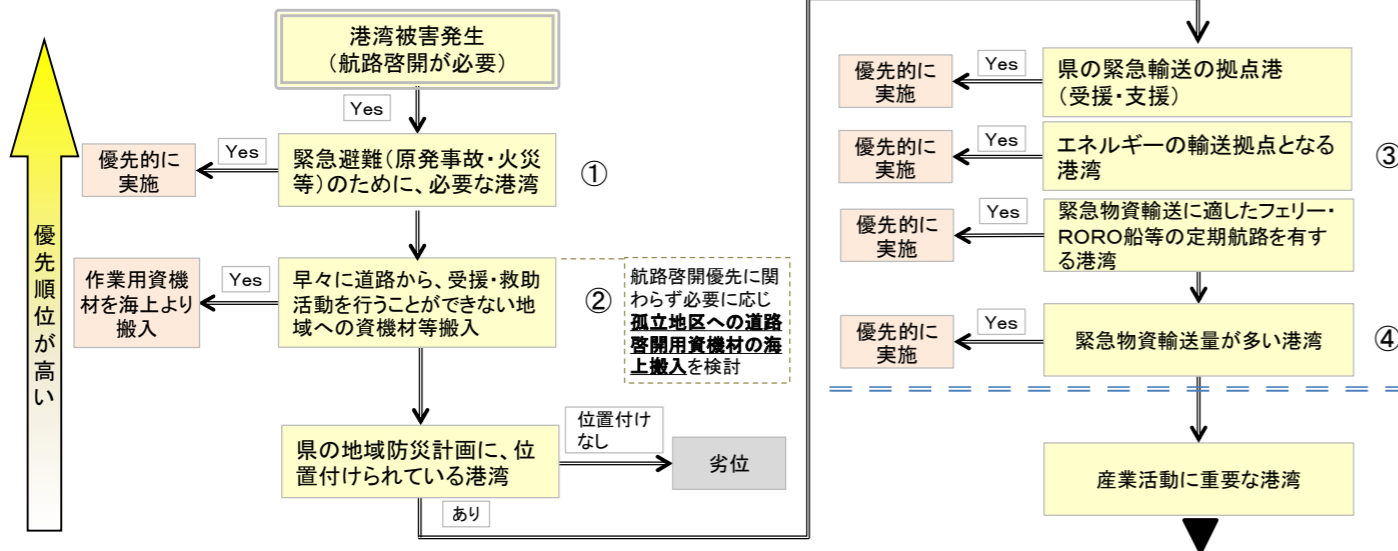 港湾被害発生
（航路啓開が必要）
Yes
緊急避難（原発事故・火災
等）のために、必要な港湾
①
Yes
優先的に
実施
早々に道路から、受援・救助
活動を行うことができない地
域への資機材等搬入
②
Yes
作業用資機
材を海上より
搬入
航路啓開優先に関
わらず必要に応じ
孤立地区への道路
啓開用資機材の海
上搬入を検討
県の地域防災計画に、位
置付けられている港湾
位置付け
なし
劣位
あり
優先順位が高い
県の緊急輸送の拠点港
（受援・支援）
Yes
優先的に
実施
エネルギーの輸送拠点となる
港湾
③
Yes
優先的に
実施
緊急物資輸送に適したフェリー・
RORO船等の定期航路を有す
る港湾
Yes
優先的に
実施
緊急物資輸送量が多い港湾
④
Yes
優先的に
実施
産業活動に重要な港湾